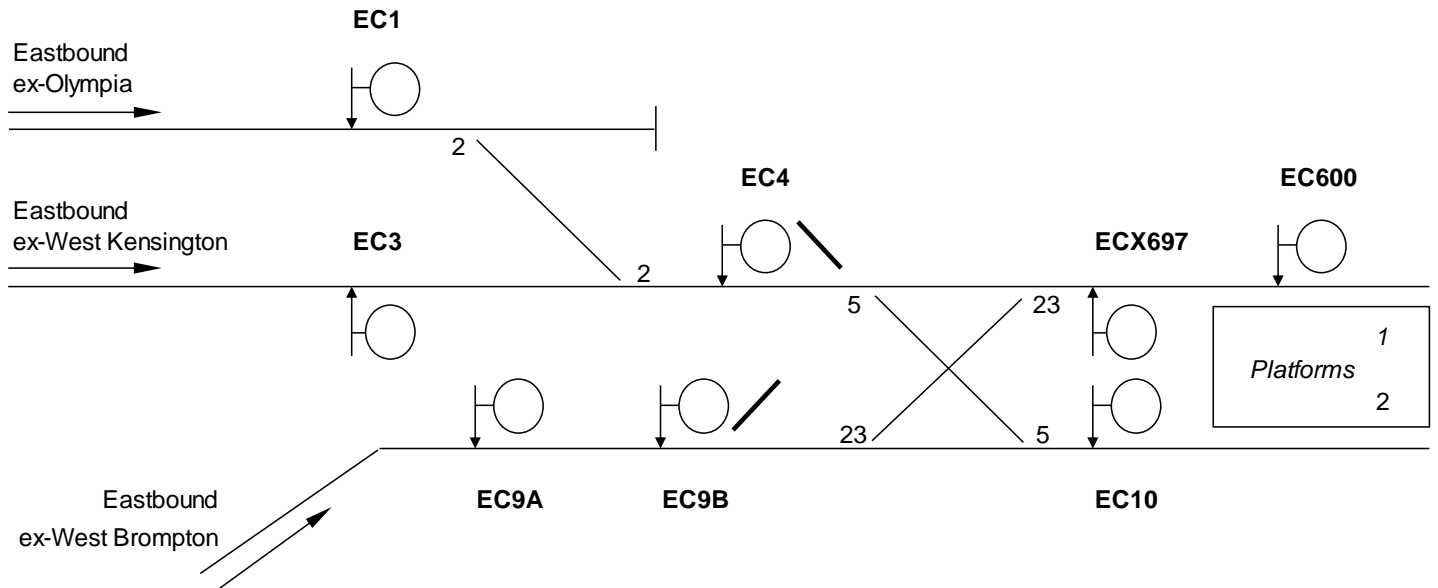 EC1
Eastbound
ex-Olympia
2
EC4
EC600
Eastbound
ex-West Kensington
EC3
2
ECX697
5
23
1
Platforms
2
23
5
Eastbound
ex-West Brompton
EC9A
EC9B
EC10